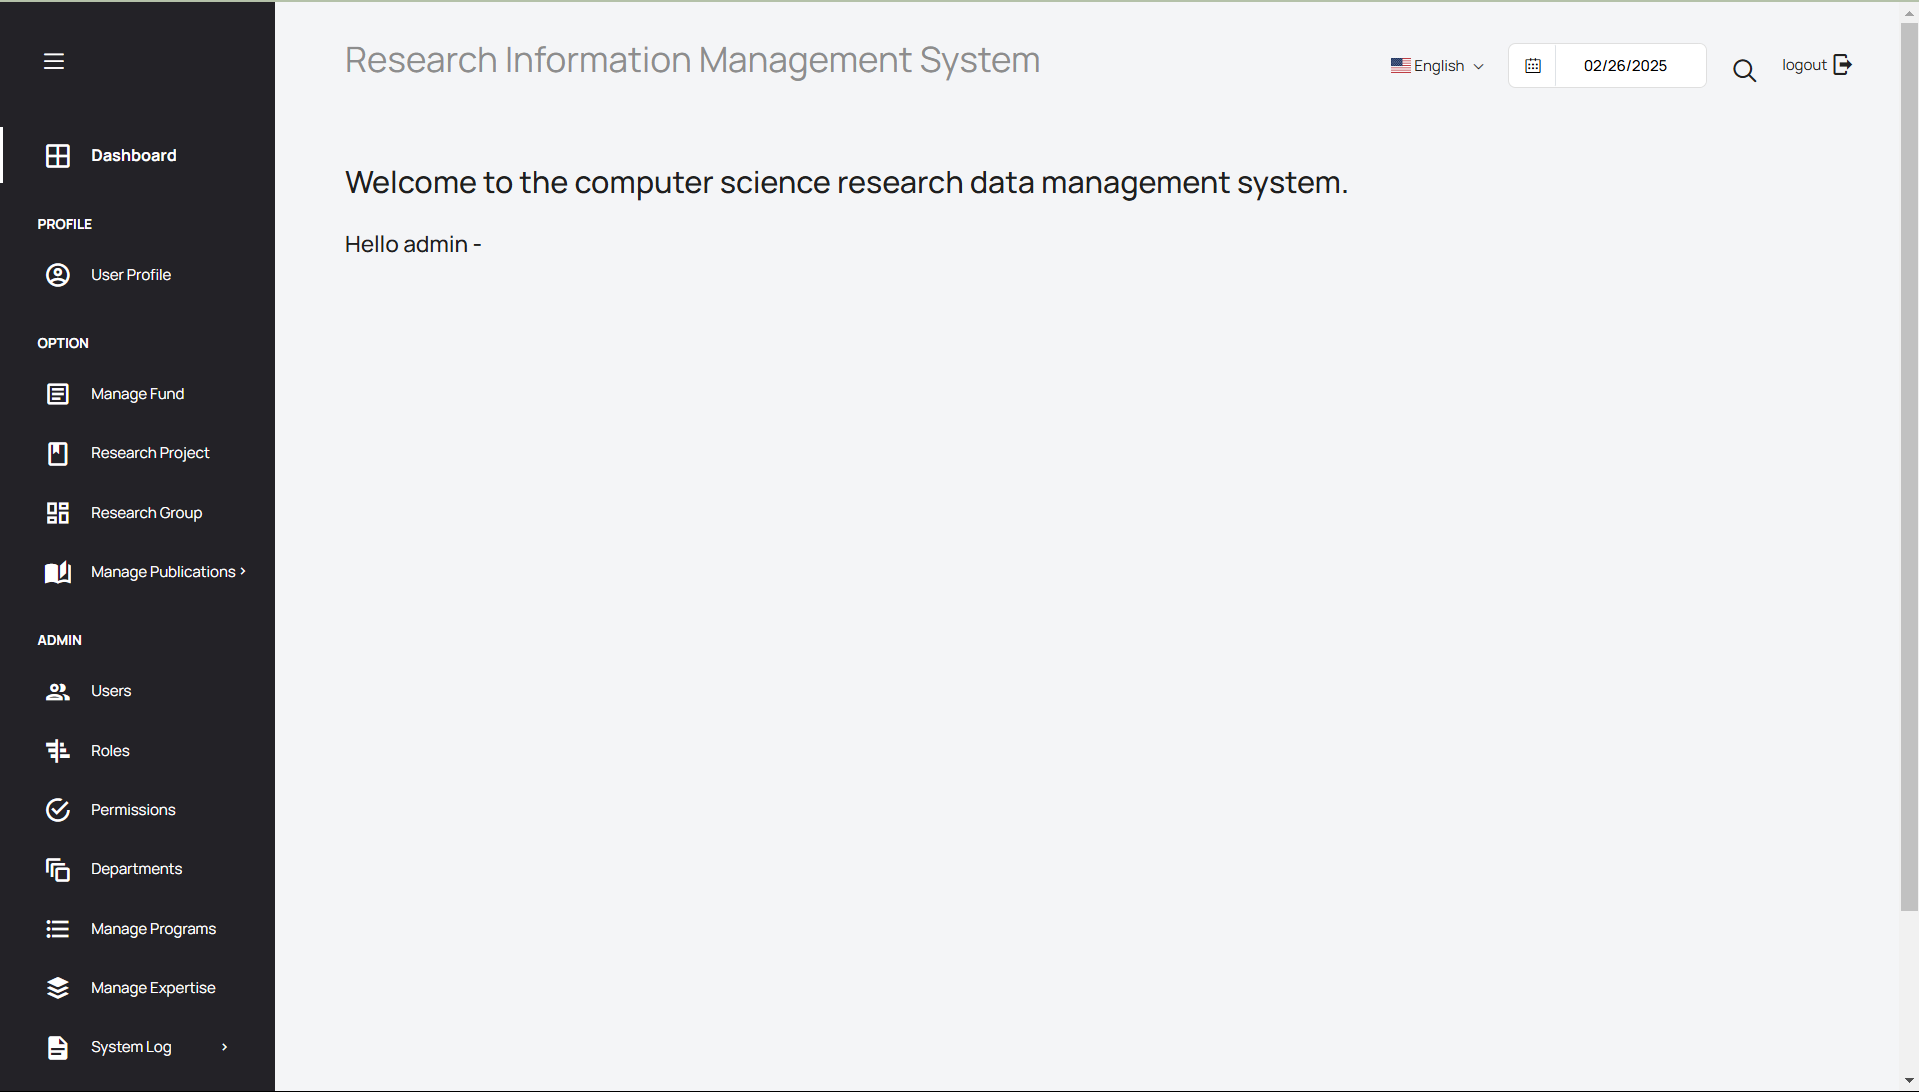 Research Information Management System
English
02/26/2025
logout
Dashboard
PROFILE
User Profile
OPTION
Manage Fund
Research Project
Research Group
Manage Publications
ADMIN
Users
Roles
Permissions
Departments
Manage Programs
Manage Expertise
System Log
Welcome to the computer science research data management system.
Hello admin -